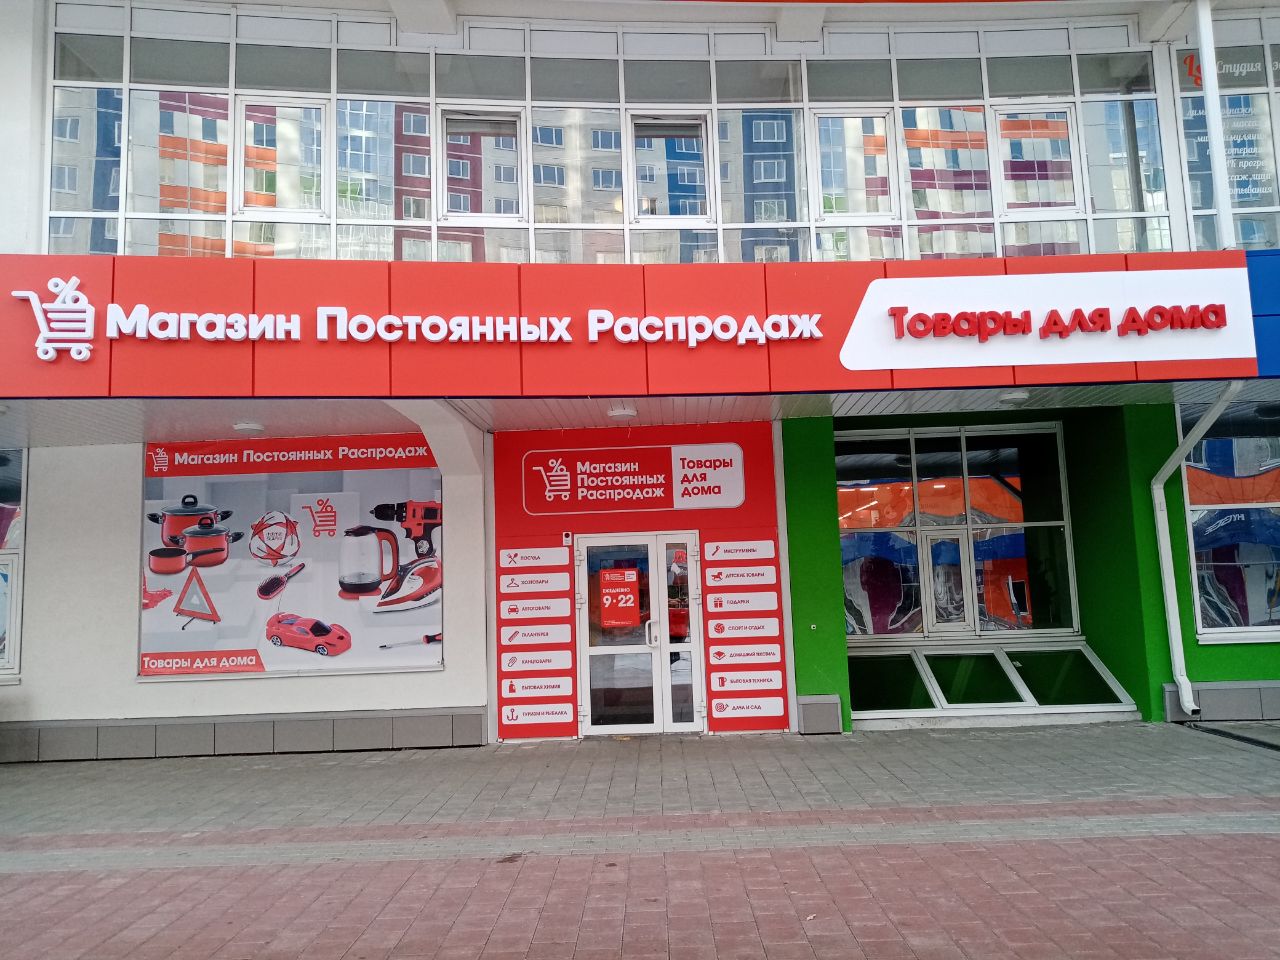 Студия
Магазин Постоянных Распродаж
Товары для дома
Магазин Постоянных Распродаж
Товары для дома
Магазин
Постоянных
Распродаж
Товары
для
дома
ПОСУДА
ХОЗТОВАРЫ
АВТОТОВАРЫ
ГАЛАНТЕРЕЯ
КАНЦТОВАРЫ
БЫТОВАЯ ХИМИЯ
ТУРИЗМ И РЫБАЛКА
ЕЖЕДНЕВНО
9-22
ИНСТРУМЕНТЫ
ДЕТСКИЕ ТОВАРЫ
ПОДАРКИ
СПОРТ И ОТДЫХ
ДОМАШНИЙ ТЕКСТИЛЬ
БЫТОВАЯ ТЕХНИКА
ДАЧА И САД